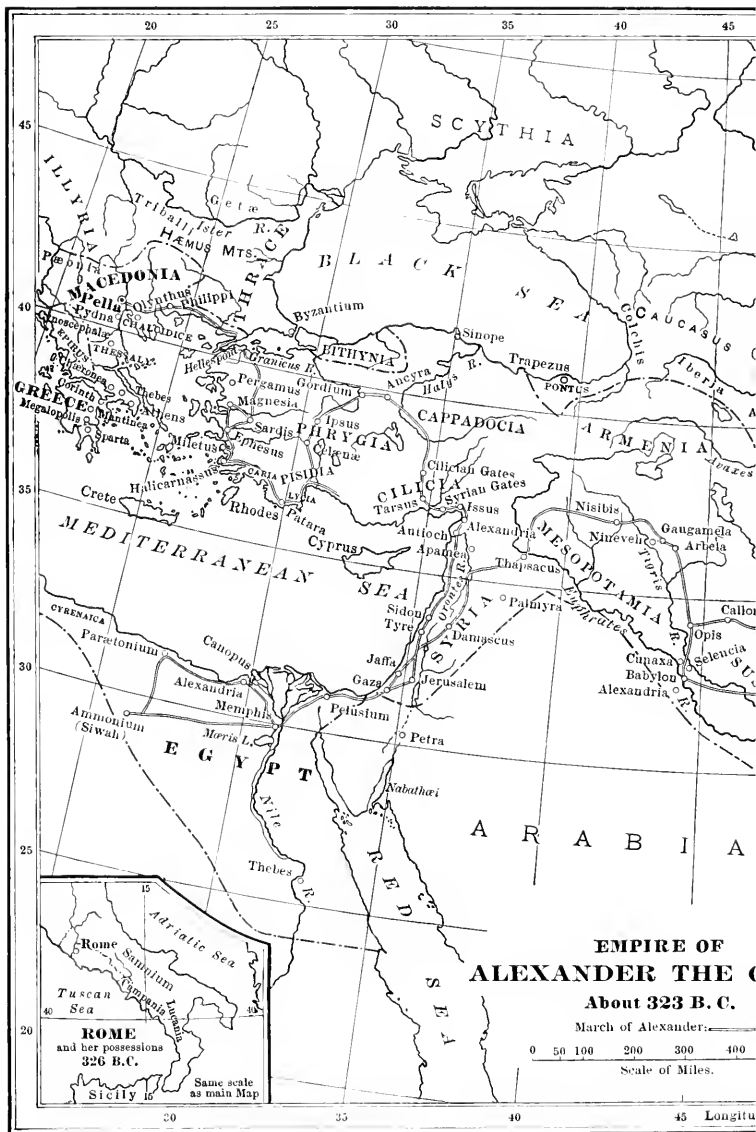 20 25 30 35 40 45
45
SCYTHIA
ILLYRIA
Getæ
Triballi
Ister R.
HÆMUS MTS.
THRACE
BLACK SEA
Pæonia
MACEDONIA
Pella
Olynthus
Philippi
Pydna
CHALCIDICE
Cynoscephalæ
EPIRUS
THESSALY
40
Byzantium
BITHYNIA
Sinope
Colchis
CAUCASUS
Trapezus
PONTUS
Iberia
Hellespont
Granicus R.
Pergamus
Gordium
Ancyra
Halys R.
Chæronea
Thebes
Corinth
GREECE
Mantinea
Athens
Megalopolis
Sparta
Magnesia
Sardis
Ipsus
PHRYGIA
CAPPADOCIA
ARMENIA
Araxes
Miletus
Ephesus
Celænæ
Halicarnassus
CARIA
PISIDIA
LYCIA
Patara
Cilician Gates
CILICIA
Tarsus
Syrian Gates
Issus
35
Crete
Rhodes
Cyprus
Antioch
Alexandria
Apamea
Orontes R.
Nisibis
Nineveh
Gaugamela
Arbela
MESOPOTAMIA
Tigris R.
Thapsacus
Euphrates R.
MEDITERRANEAN SEA
Palmyra
Sidon
Tyre
SYRIA
Damascus
Opis
Callon
Cunaxa
Seleucia
Babylon
Alexandria
SU
CYRENAICA
Parætonium
Canopus
Alexandria
Memphis
Jaffa
Gaza
Jerusalem
Pelusium
30
Ammonium
(Siwah)
Mœris L.
Petra
EGYPT
Nabathæi
Nile R.
ARABIA
25
Thebes
RED SEA
20
15
Adriatic Sea
Rome
Samnium
Campania
Lucania
Tuscan
Sea
40 40
ROME
and her possessions
326 B.C.
Sicily 15
Same scale
as main Map
EMPIRE OF
ALEXANDER THE G
About 323 B.C.
March of Alexander:
0 50 100 200 300 400
Scale of Miles.
30 35 40 45 Longitu